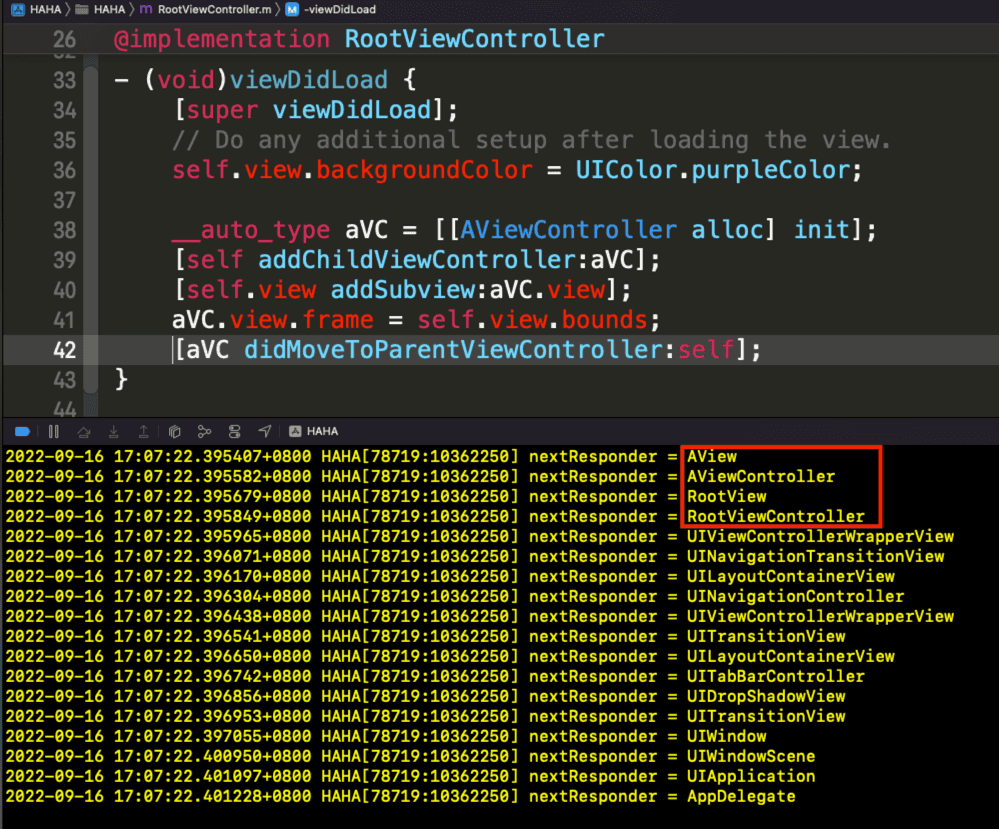 HAHA 〉 HAHA 〉 m RootViewController.m 〉 M -viewDidLoad
26 @implementation RootViewController
32
33 - (void)viewDidLoad {
34 [super viewDidLoad];
35 // Do any additional setup after loading the view.
36 self.view.backgroundColor = UIColor.purpleColor;
37
38 __auto_type aVC = [[AViewController alloc] init];
39 [self addChildViewController:aVC];
40 [self.view addSubview:aVC.view];
41 aVC.view.frame = self.view.bounds;
42 [aVC didMoveToParentViewController:self];
43 }
44
HAHA
2022-09-16 17:07:22.395407+0800 HAHA[78719:10362250] nextResponder = AView
2022-09-16 17:07:22.395582+0800 HAHA[78719:10362250] nextResponder = AViewController
2022-09-16 17:07:22.395679+0800 HAHA[78719:10362250] nextResponder = RootView
2022-09-16 17:07:22.395849+0800 HAHA[78719:10362250] nextResponder = RootViewController
2022-09-16 17:07:22.395965+0800 HAHA[78719:10362250] nextResponder = UIViewControllerWrapperView
2022-09-16 17:07:22.396071+0800 HAHA[78719:10362250] nextResponder = UINavigationTransitionView
2022-09-16 17:07:22.396170+0800 HAHA[78719:10362250] nextResponder = UILayoutContainerView
2022-09-16 17:07:22.396304+0800 HAHA[78719:10362250] nextResponder = UINavigationController
2022-09-16 17:07:22.396438+0800 HAHA[78719:10362250] nextResponder = UIViewControllerWrapperView
2022-09-16 17:07:22.396541+0800 HAHA[78719:10362250] nextResponder = UITransitionView
2022-09-16 17:07:22.396650+0800 HAHA[78719:10362250] nextResponder = UILayoutContainerView
2022-09-16 17:07:22.396742+0800 HAHA[78719:10362250] nextResponder = UITabBarController
2022-09-16 17:07:22.396856+0800 HAHA[78719:10362250] nextResponder = UIDropShadowView
2022-09-16 17:07:22.396953+0800 HAHA[78719:10362250] nextResponder = UITransitionView
2022-09-16 17:07:22.397055+0800 HAHA[78719:10362250] nextResponder = UIWindow
2022-09-16 17:07:22.400950+0800 HAHA[78719:10362250] nextResponder = UIWindowScene
2022-09-16 17:07:22.401097+0800 HAHA[78719:10362250] nextResponder = UIApplication
2022-09-16 17:07:22.401228+0800 HAHA[78719:10362250] nextResponder = AppDelegate